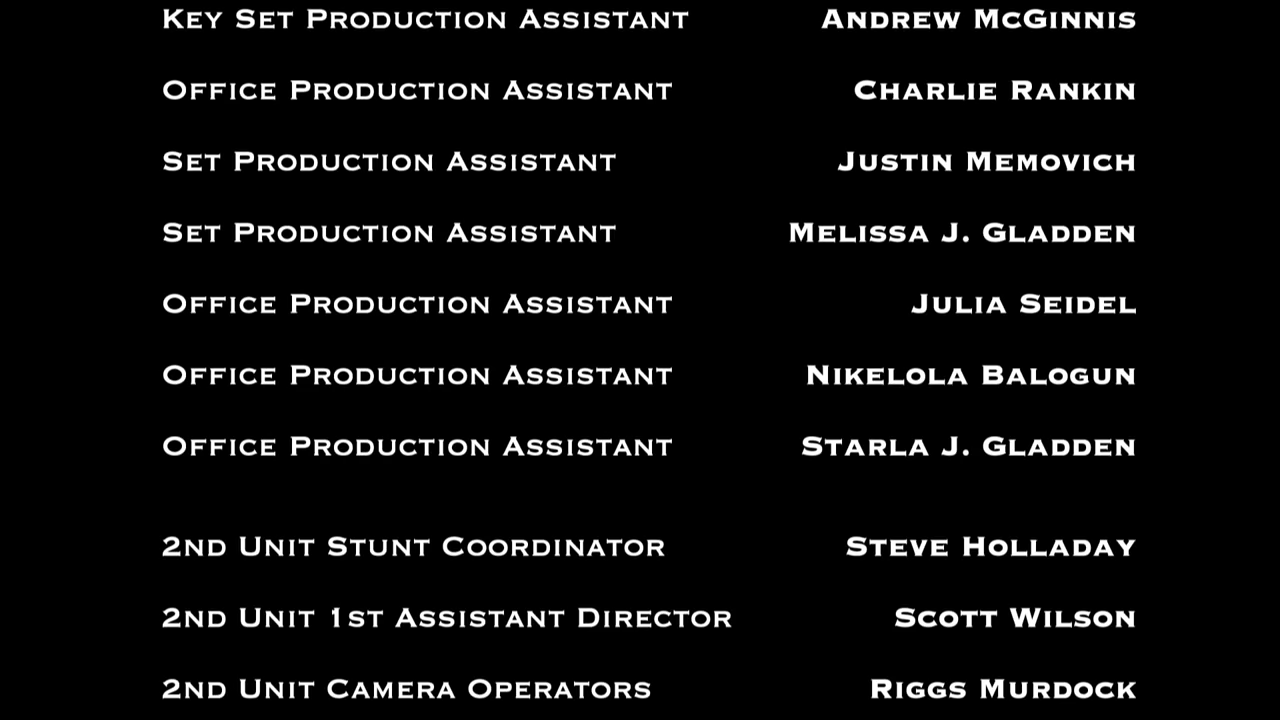 Key Set Production Assistant Andrew McGinnis
Office Production Assistant Charlie Rankin
Set Production Assistant Justin Memovich
Set Production Assistant Melissa J. Gladden
Office Production Assistant Julia Seidel
Office Production Assistant Nikelola Balogun
Office Production Assistant Starla J. Gladden
2nd Unit Stunt Coordinator Steve Holladay
2nd Unit 1st Assistant Director Scott Wilson
2nd Unit Camera Operators Riggs Murdock